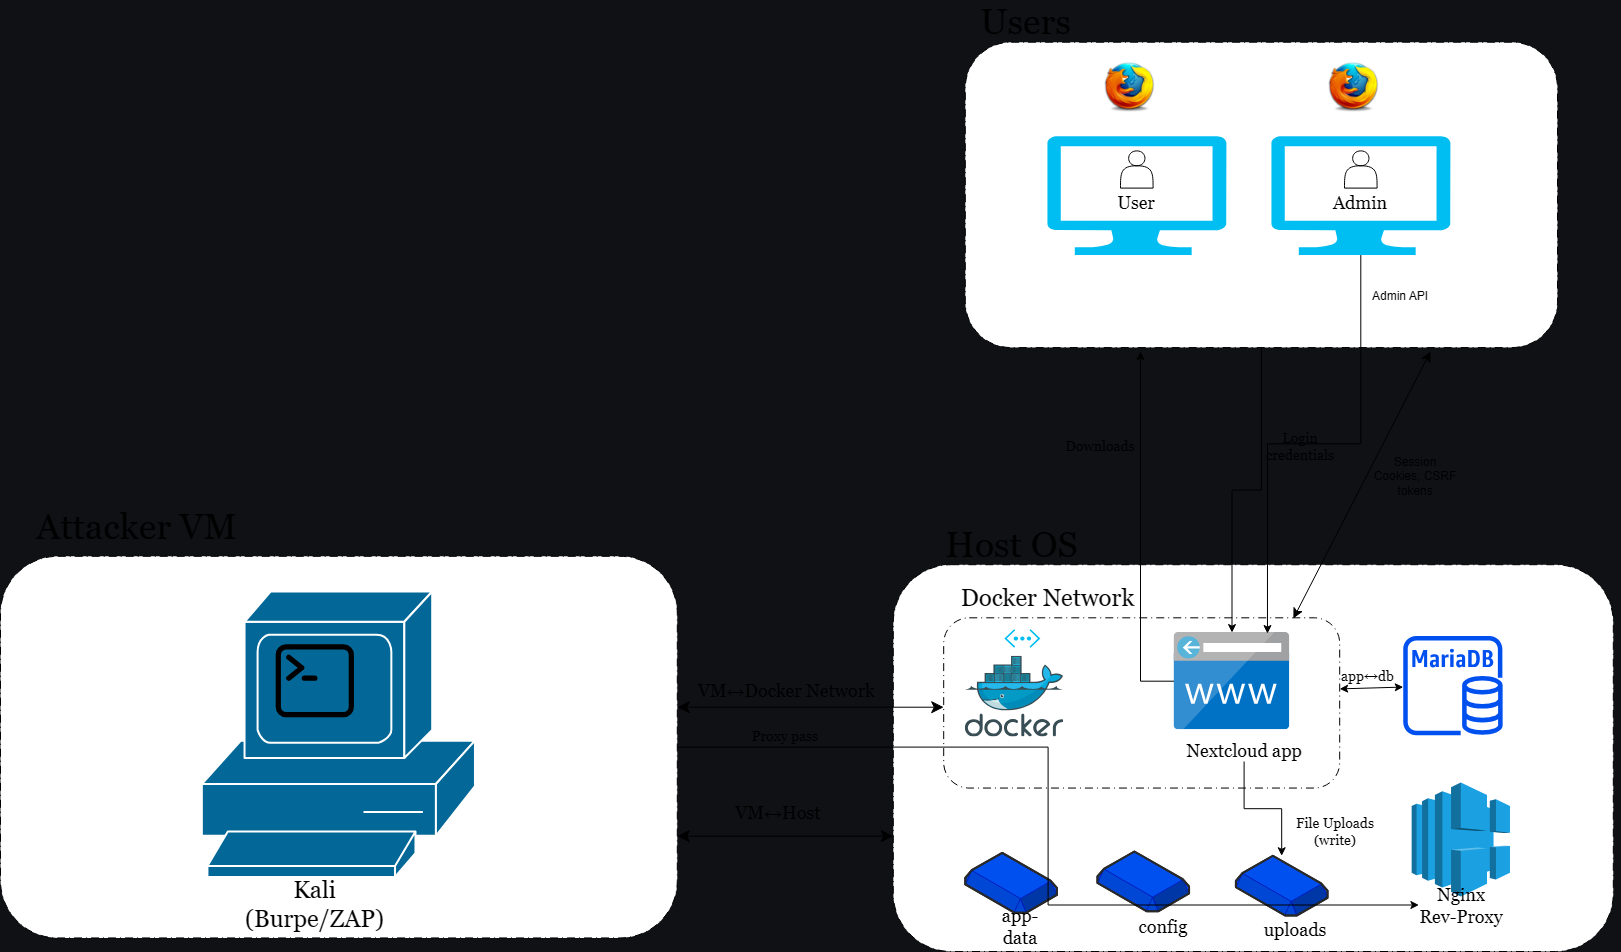 Users
User
Admin
Admin API
Downloads
Login
credentials
Session
Cookies, CSRF
tokens
Attacker VM
Host OS
Docker Network
docker
WWW
Nextcloud app
app↔db
MariaDB
VM↔Docker Network
Proxy pass
VM↔Host
File Uploads
(write)
Kali
(Burpe/ZAP)
app-
data
config
uploads
Nginx
Rev-Proxy